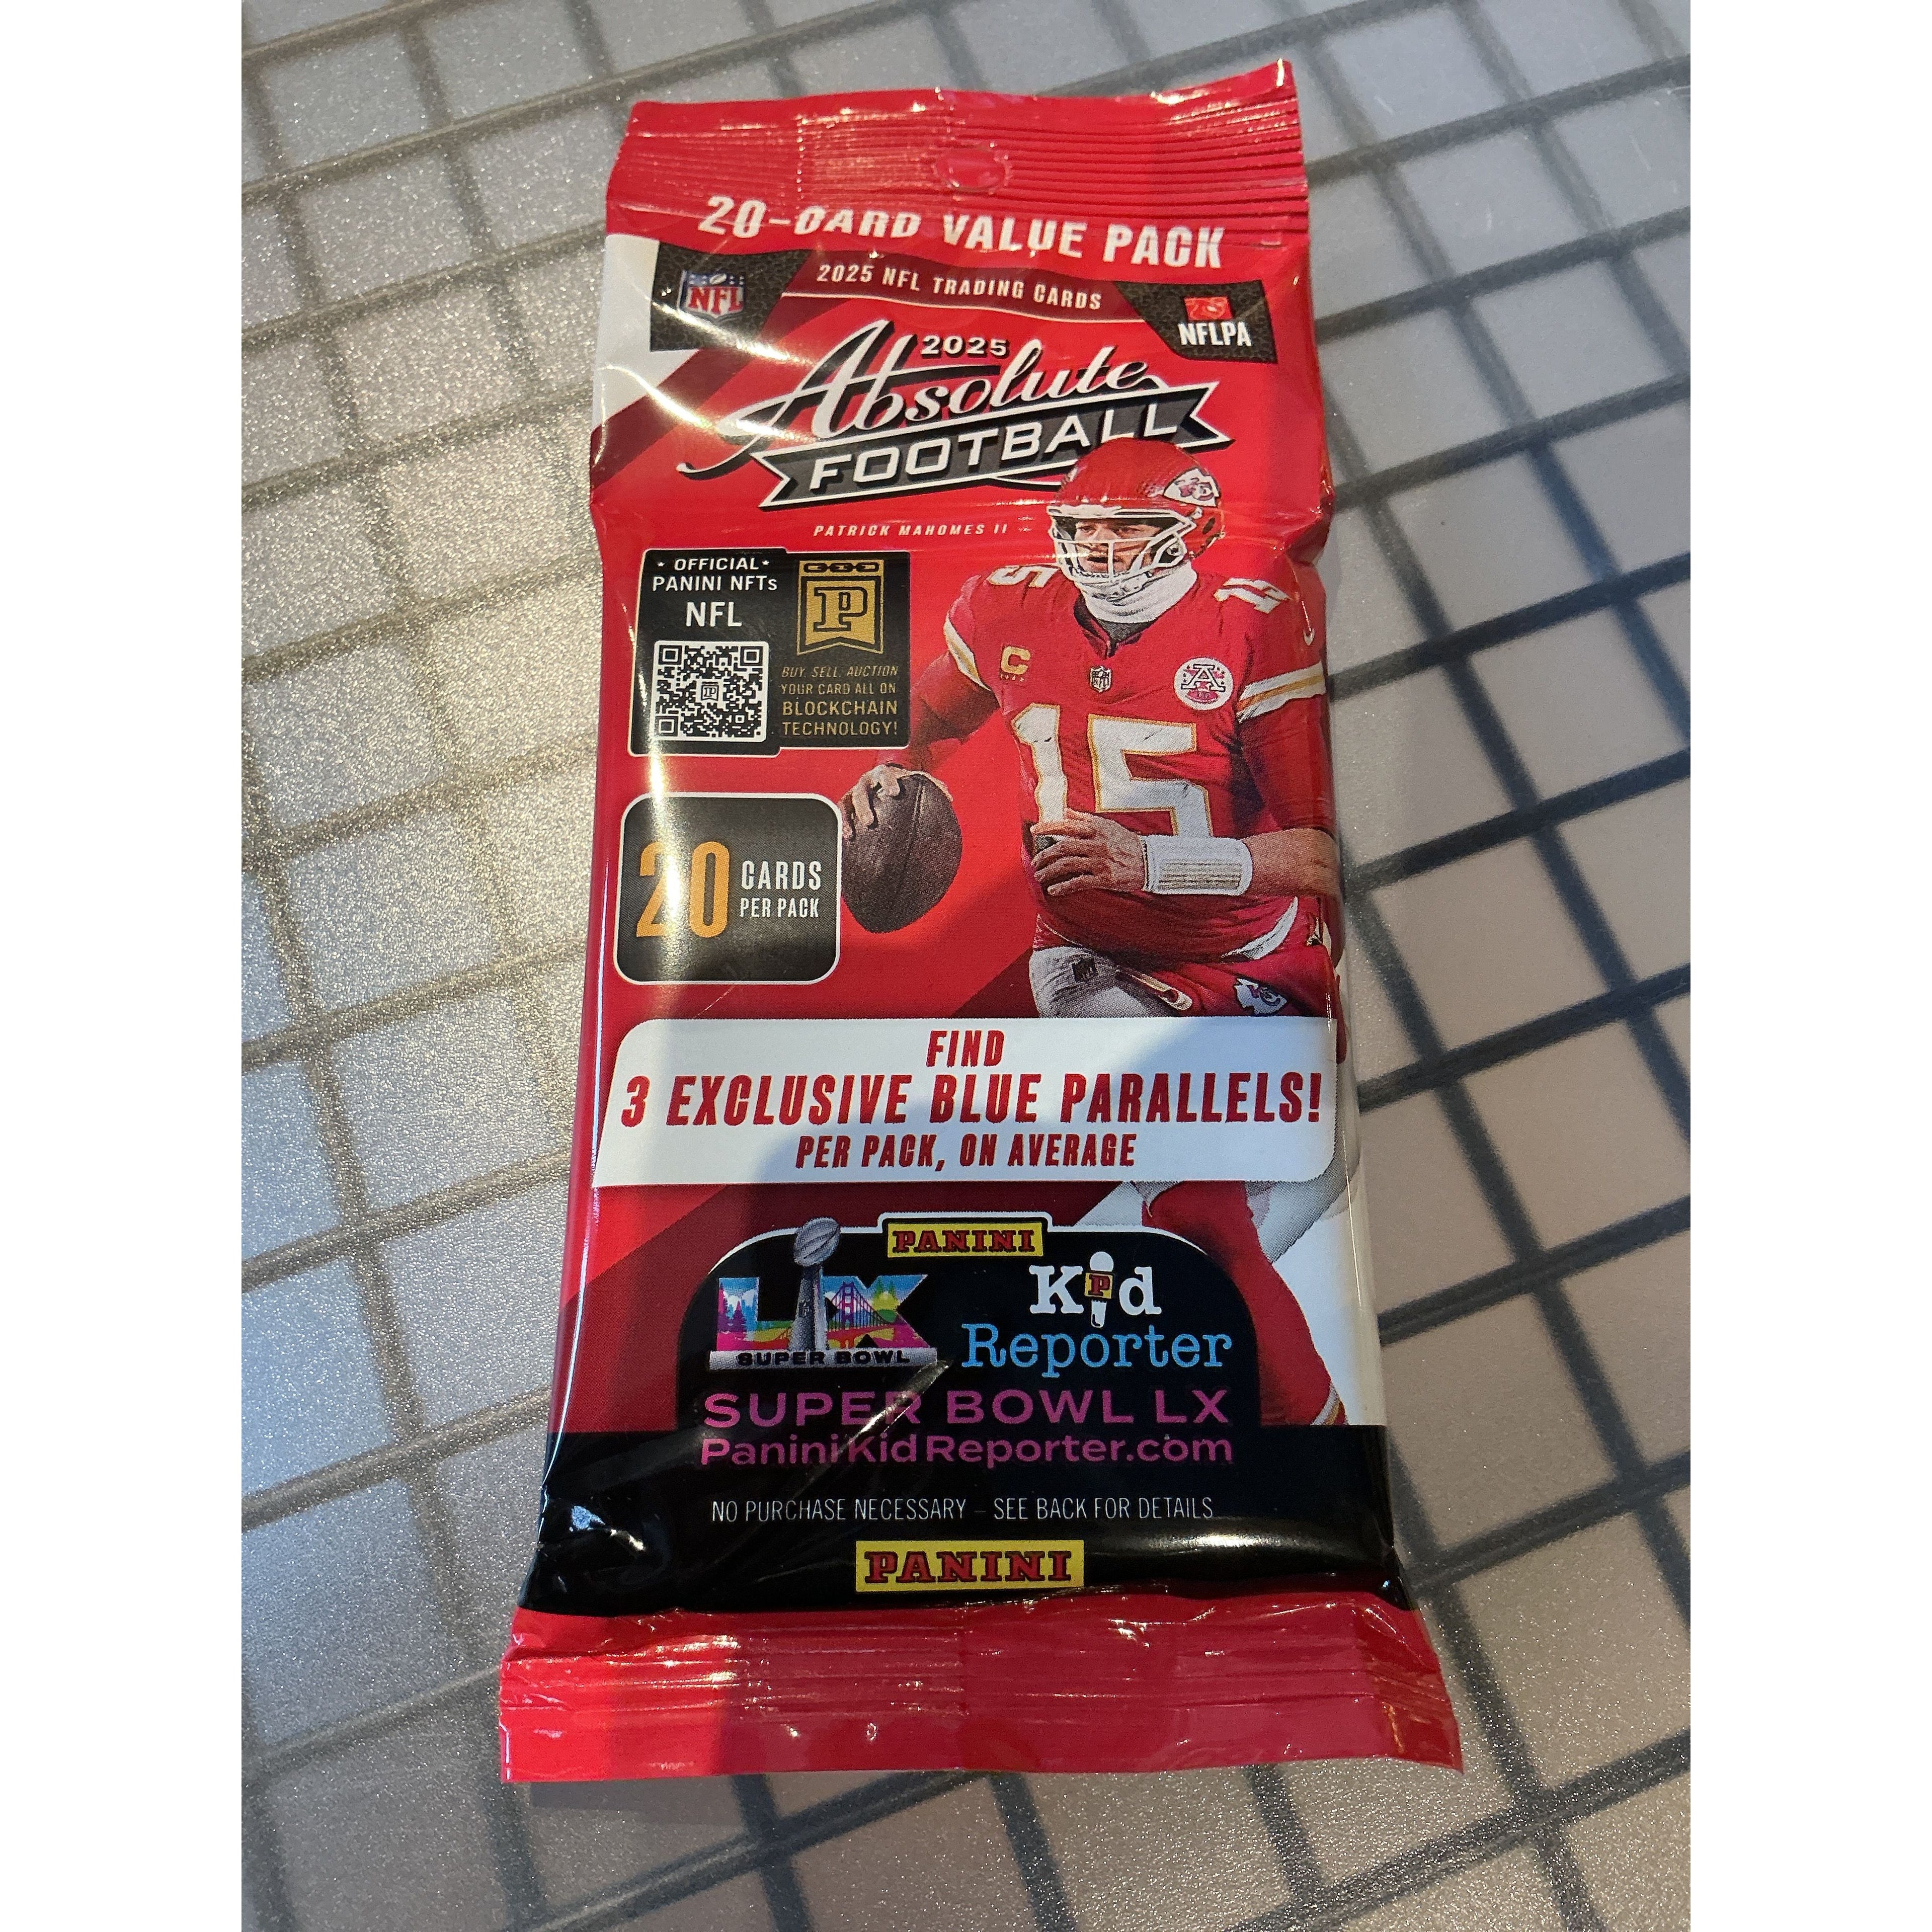 20-CARD VALUE PACK
2025 NFL TRADING CARDS
NFL
NFLPA
2025
Absolute
FOOTBALL
PATRICK MAHOMES II
OFFICIAL
PANINI NFTs
NFL
P
BUY, SELL, AUCTION
YOUR CARD ALL ON
BLOCKCHAIN
TECHNOLOGY!
15
15
C
15
KC
20 CARDS
PER PACK
FIND
3 EXCLUSIVE BLUE PARALLELS!
PER PACK, ON AVERAGE
PANINI
LX
SUPER BOWL
Kid
P
Reporter
SUPER BOWL LX
PaniniKidReporter.com
NO PURCHASE NECESSARY – SEE BACK FOR DETAILS
PANINI